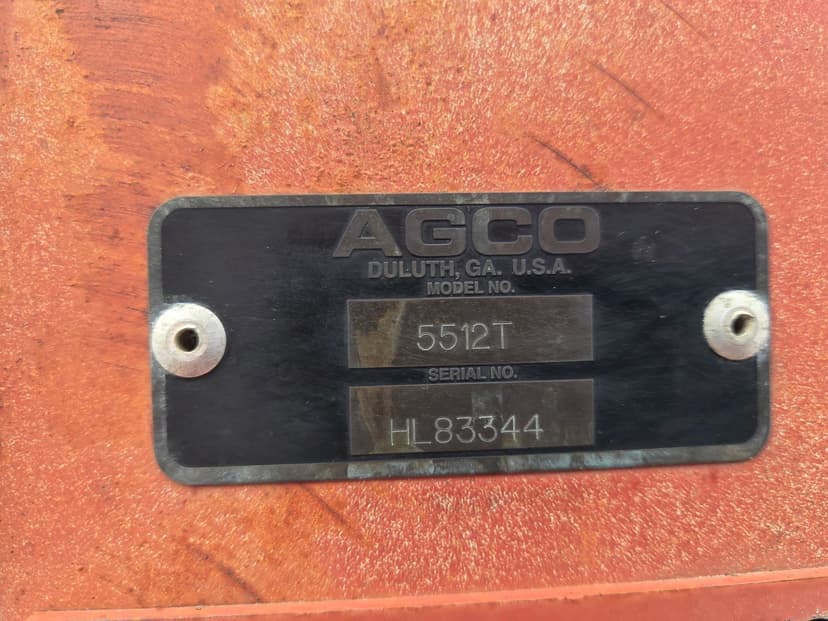 AGCO
DULUTH, GA. U.S.A.
MODEL NO.
5512T
SERIAL NO.
HL83344